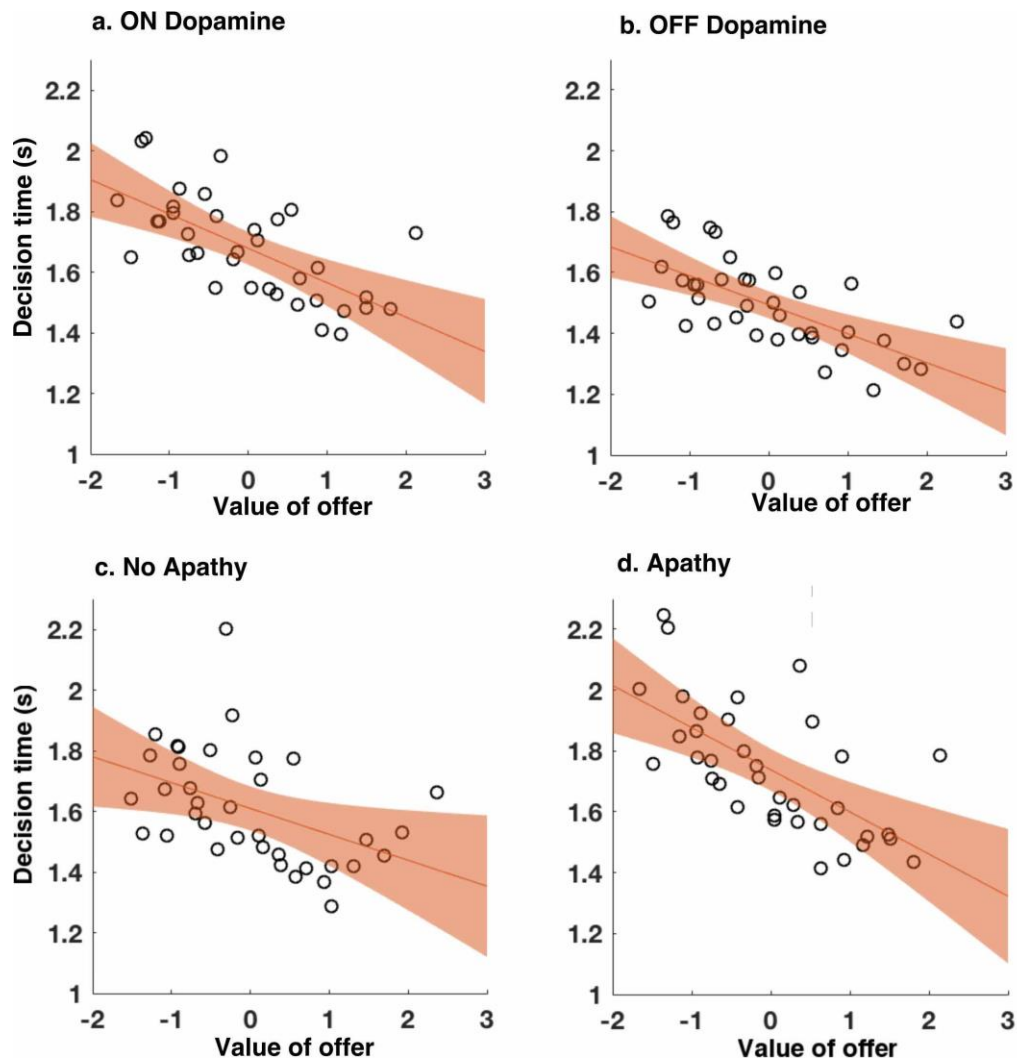 a. ON Dopamine
b. OFF Dopamine
Decision time (s)
2.2
2
1.8
1.6
1.4
1.2
1
-2 -1 0 1 2 3
Value of offer
2.2
2
1.8
1.6
1.4
1.2
1
-2 -1 0 1 2 3
Value of offer
c. No Apathy
d. Apathy
Decision time (s)
2.2
2
1.8
1.6
1.4
1.2
1
-2 -1 0 1 2 3
Value of offer
2.2
2
1.8
1.6
1.4
1.2
1
-2 -1 0 1 2 3
Value of offer